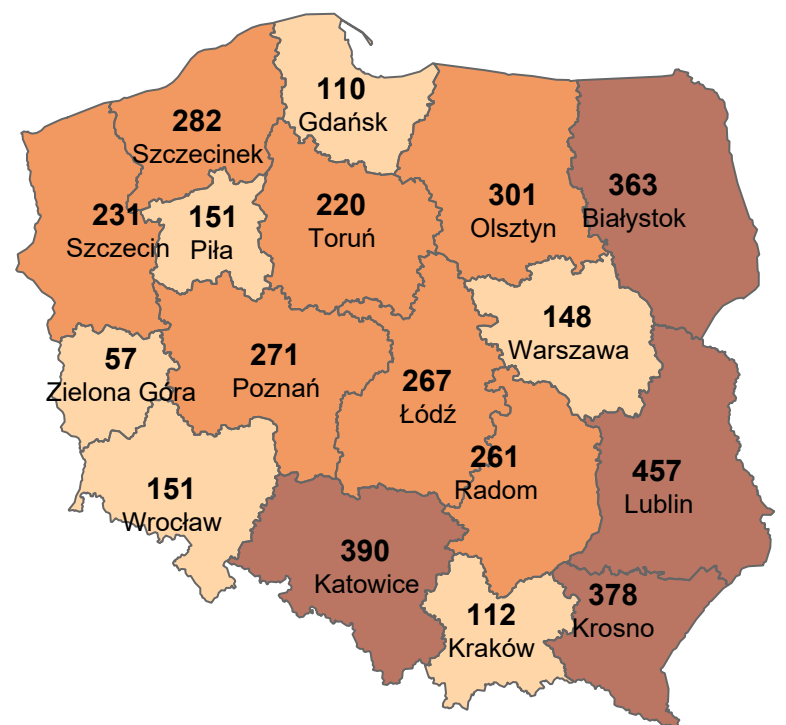 110
Gdańsk
282
Szczecinek
363
Białystok
301
Olsztyn
220
Toruń
231
Szczecin
151
Piła
148
Warszawa
57
Zielona Góra
271
Poznań
267
Łódź
261
Radom
457
Lublin
151
Wrocław
390
Katowice
378
Krosno
112
Kraków